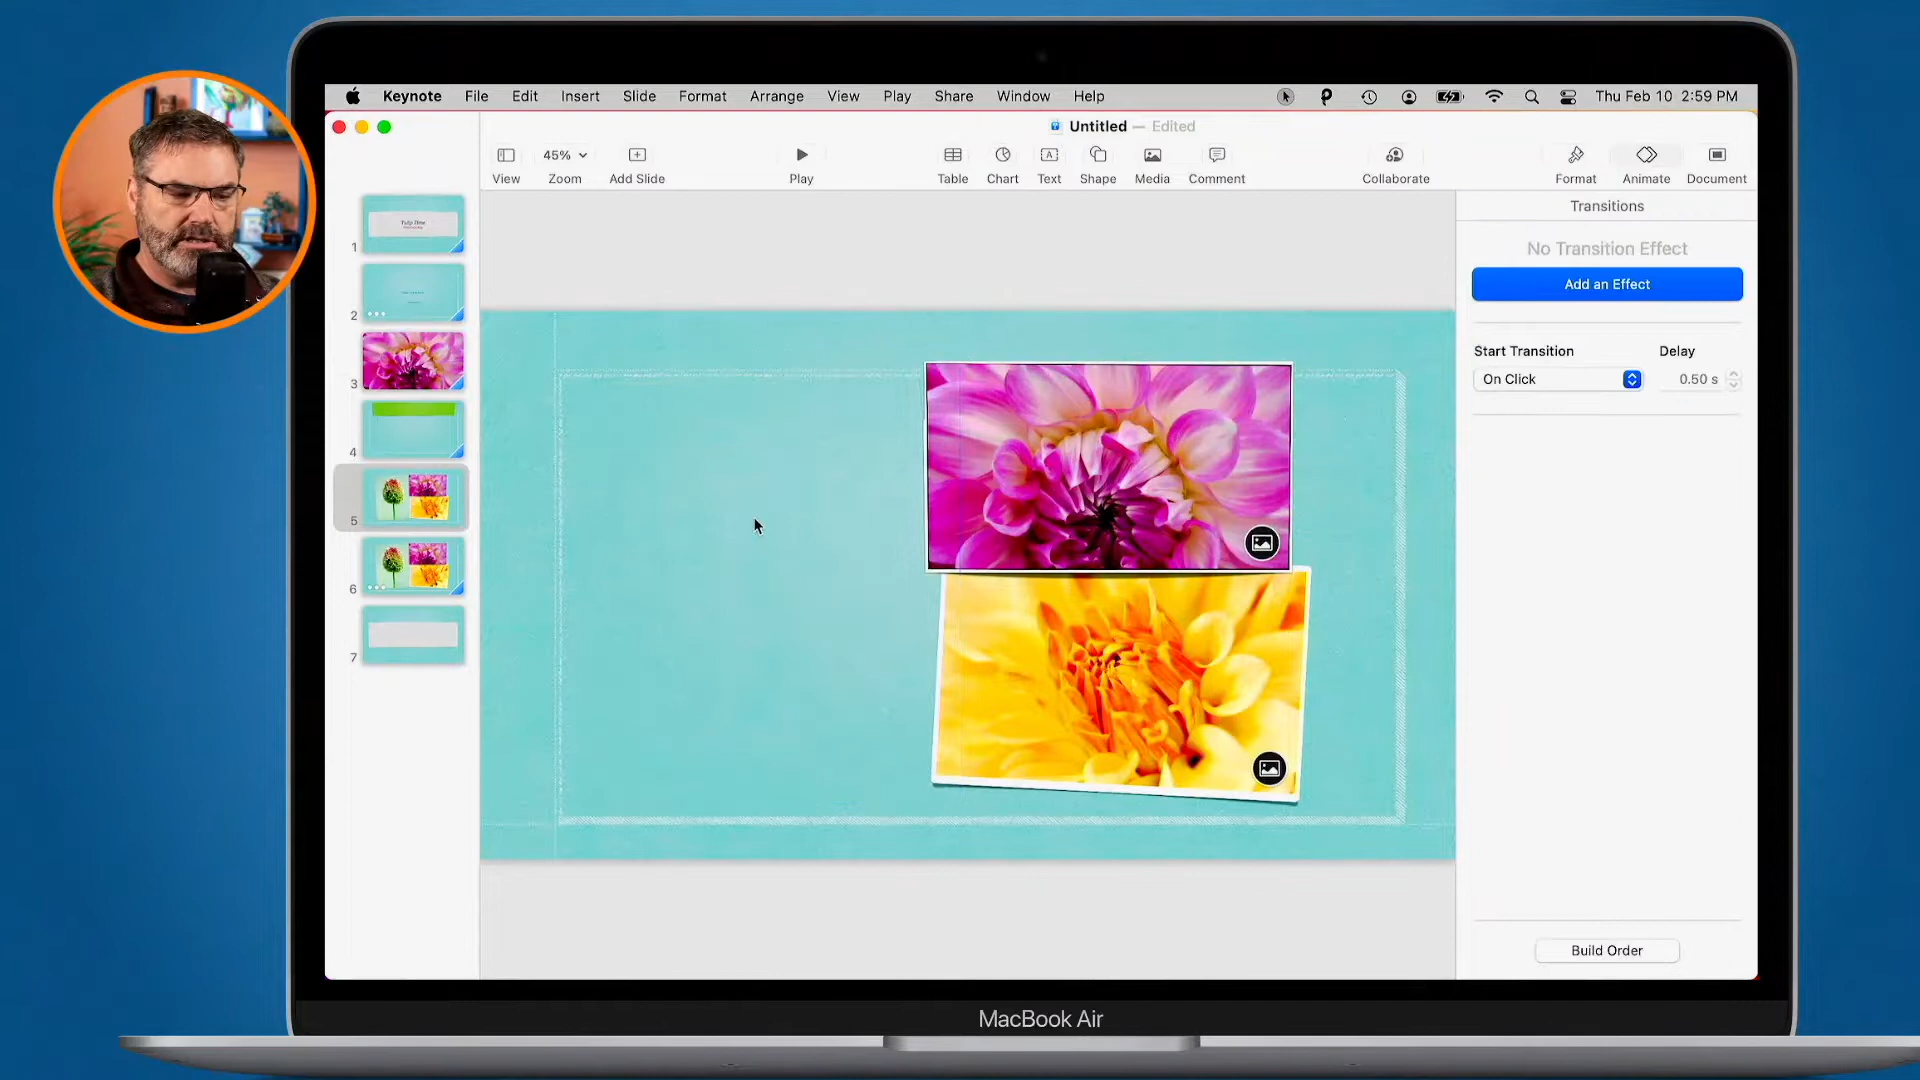 Keynote File Edit Insert Slide Format Arrange View Play Share Window Help Thu Feb 10 2:59 PM
Untitled — Edited
45%
View Zoom Add Slide Play Table Chart Text Shape Media Comment Collaborate Format Animate Document
Transitions
No Transition Effect
Add an Effect
Start Transition Delay
On Click 0.50 s
Build Order
1
2
3
4
5
6
7
MacBook Air